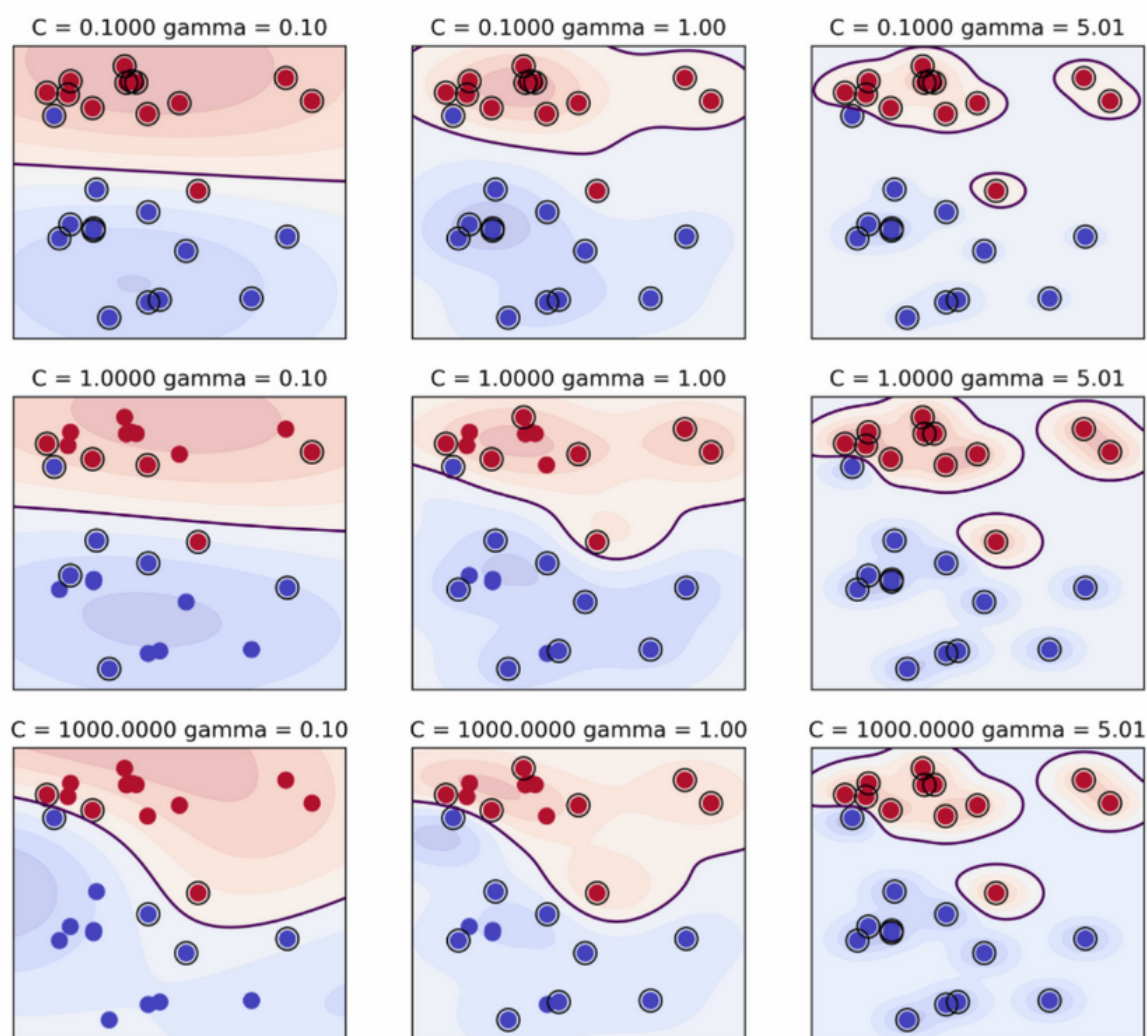 C = 0.1000 gamma = 0.10
C = 0.1000 gamma = 1.00
C = 0.1000 gamma = 5.01
C = 1.0000 gamma = 0.10
C = 1.0000 gamma = 1.00
C = 1.0000 gamma = 5.01
C = 1000.0000 gamma = 0.10
C = 1000.0000 gamma = 1.00
C = 1000.0000 gamma = 5.01